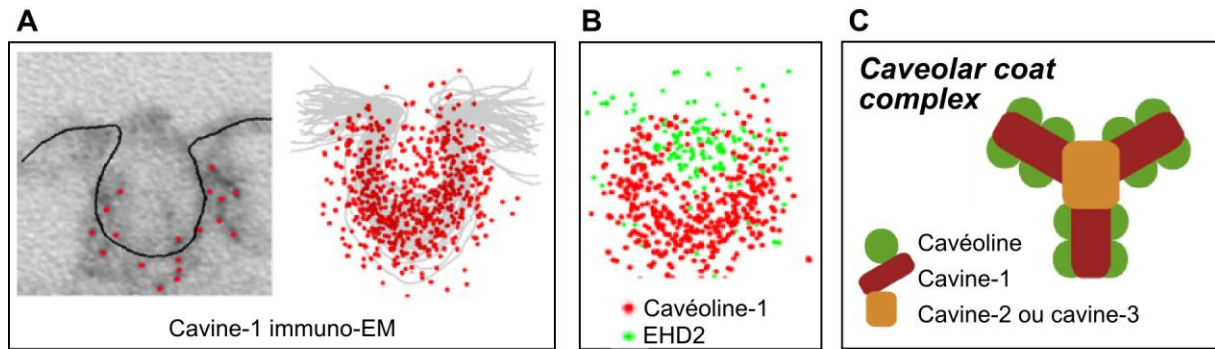 A
Cavine-1 immuno-EM
B
Cavéoline-1
EHD2
C
Caveolar coat
complex
Cavéoline
Cavine-1
Cavine-2 ou cavine-3